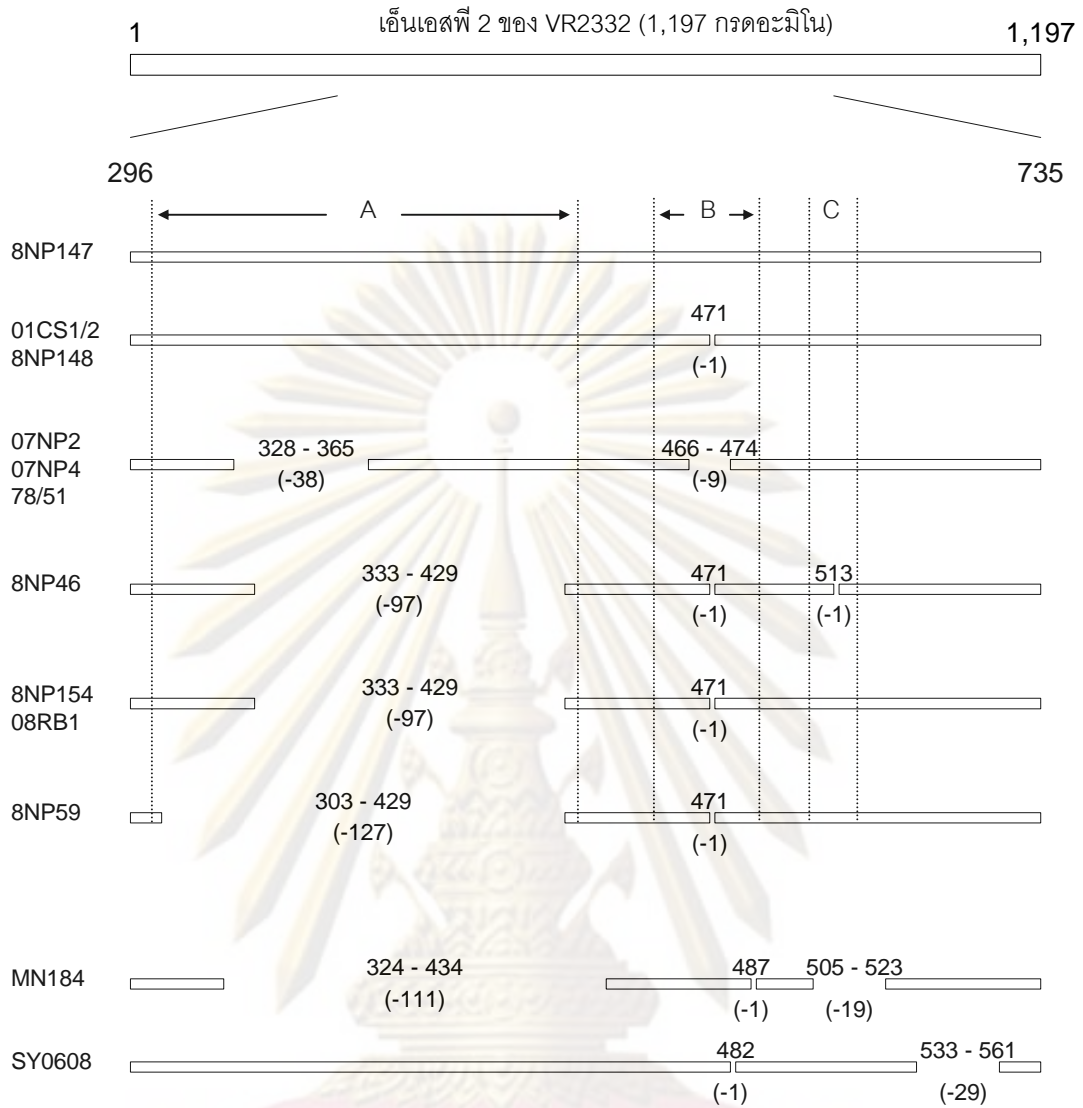 เอ็นเอสพี 2 ของ VR2332 (1,197 กรดอะมิโน)
1 1,197
296 735
A B C
8NP147
471
01CS1/2
8NP148
(-1)
07NP2
07NP4
78/51
328 - 365 466 - 474
(-38) (-9)
8NP46
333 - 429 471 513
(-97) (-1) (-1)
8NP154
08RB1
333 - 429 471
(-97) (-1)
8NP59
303 - 429 471
(-127) (-1)
MN184
324 - 434 487 505 - 523
(-111) (-1) (-19)
SY0608
482 533 - 561
(-1) (-29)